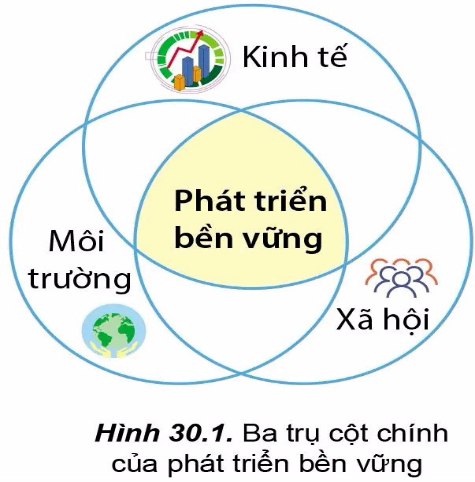 Kinh tế
Phát triển
bền vững
Môi
trường
Xã hội
Hình 30.1. Ba trụ cột chính
của phát triển bền vững